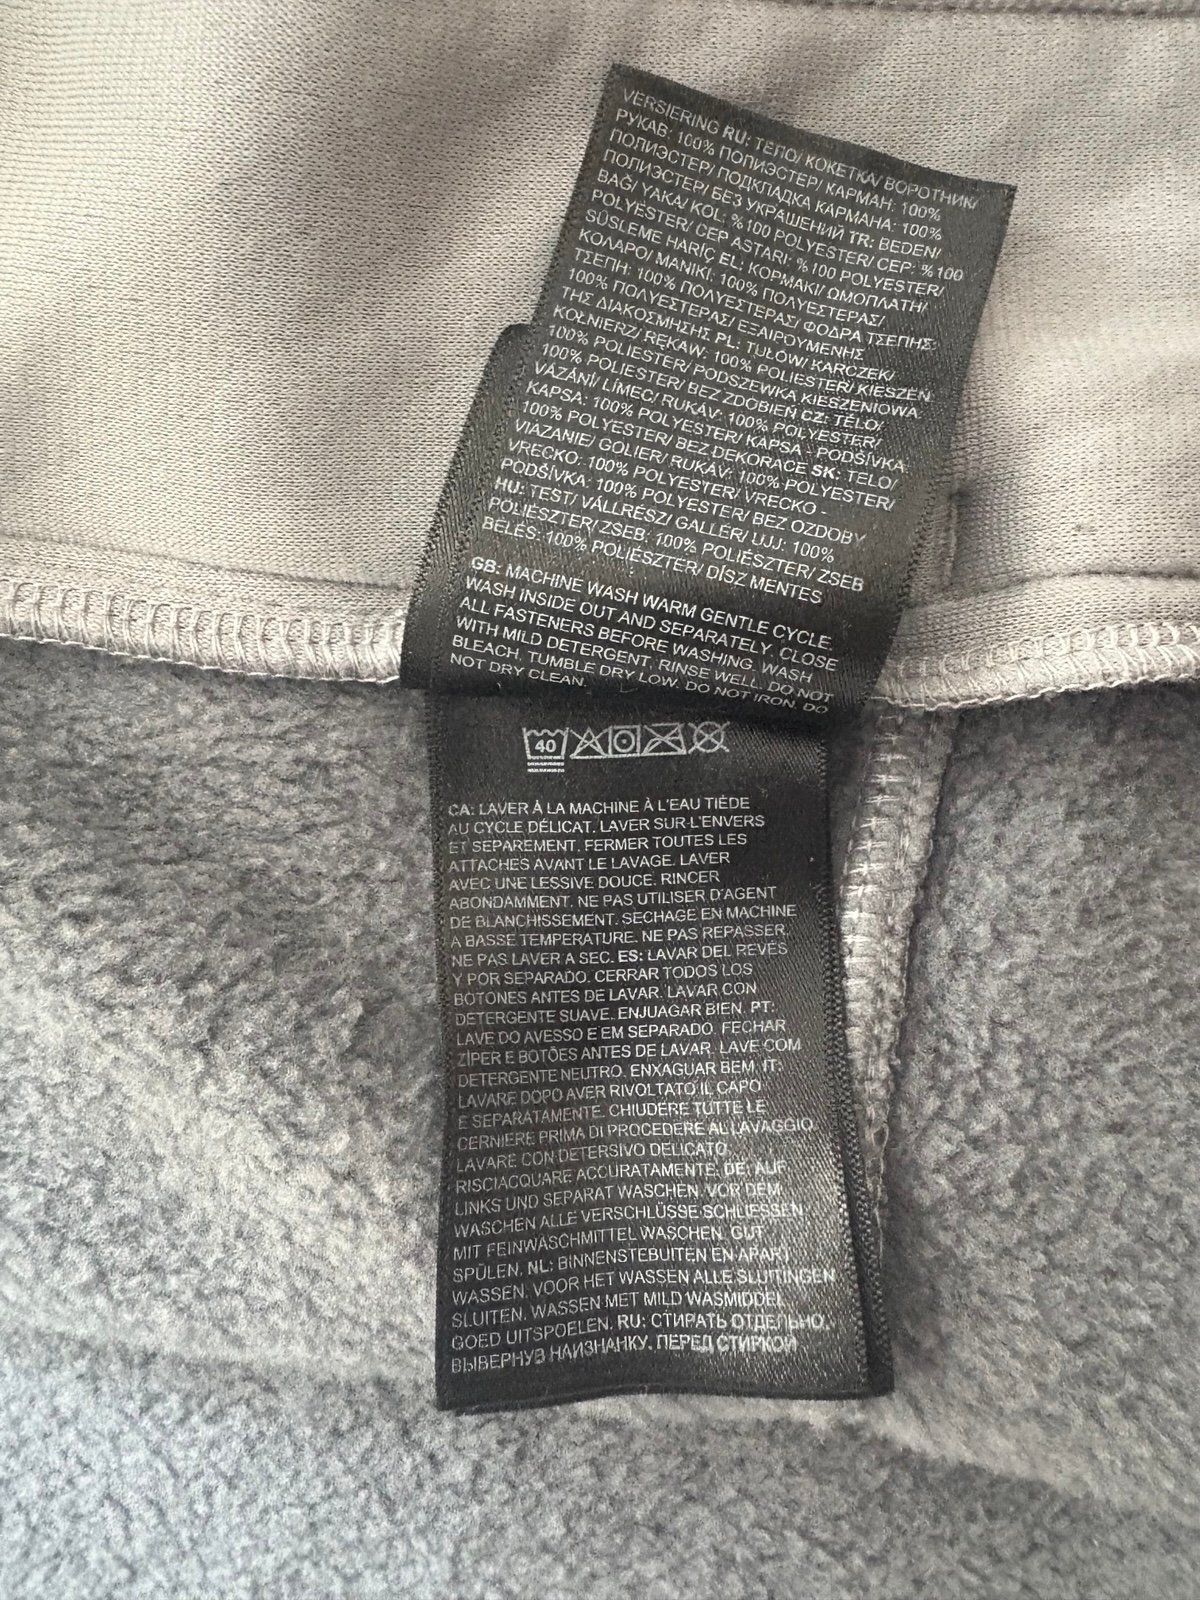 VERSIERING RU: ТЕЛО/ КОКЕТКА/ ВОРОТНИК/
РУКАВ: 100% ПОЛИЭСТЕР/ КАРМАН: 100%
ПОЛИЭСТЕР/ ПОДКЛАДКА КАРМАНА: 100%
ПОЛИЭСТЕР/ БЕЗ УКРАШЕНИЙ TR: BEDEN/
BAĞ/ YAKA/ KOL: %100 POLYESTER/ CEP: %100
POLYESTER/ CEP ASTARI: %100 POLYESTER/
SÜSLEME HARİÇ EL: ΚΟΡΜΑΚΙ/ ΩΜΟΠΛΑΤΗ/
ΚΟΛΑΡΟ/ ΜΑΝΙΚΙ: 100% ΠΟΛΥΕΣΤΕΡΑΣ/
ΤΣΕΠΗ: 100% ΠΟΛΥΕΣΤΕΡΑΣ/ ΦΟΔΡΑ ΤΣΕΠΗΣ:
100% ΠΟΛΥΕΣΤΕΡΑΣ/ ΕΞΑΙΡΟΥΜΕΝΗΣ
ΤΗΣ ΔΙΑΚΟΣΜΗΣΗΣ PL: TUŁÓW/ KARCZEK/
KOŁNIERZ/ RĘKAW: 100% POLIESTER/ KIESZEŃ:
100% POLIESTER/ PODSZEWKA KIESZENIOWA:
100% POLIESTER/ BEZ ZDOBIEŃ CZ: TĚLO/
VÁZÁNÍ/ LÍMEC/ RUKÁV: 100% POLYESTER/
KAPSA: 100% POLYESTER/ KAPSA - PODŠÍVKA:
100% POLYESTER/ BEZ DEKORACE SK: TELO/
VIAZANIE/ GOLIER/ RUKÁV: 100% POLYESTER/
VRECKO: 100% POLYESTER/ VRECKO -
PODŠÍVKA: 100% POLYESTER/ BEZ OZDOBY
HU: TEST/ VÁLLRÉSZ/ GALLÉR/ UJJ: 100%
POLIÉSZTER/ ZSEB: 100% POLIÉSZTER/ ZSEB
BÉLÉS: 100% POLIÉSZTER/ DÍSZ MENTES
GB: MACHINE WASH WARM GENTLE CYCLE.
WASH INSIDE OUT AND SEPARATELY. CLOSE
ALL FASTENERS BEFORE WASHING. WASH
WITH MILD DETERGENT. RINSE WELL. DO NOT
BLEACH. TUMBLE DRY LOW. DO NOT IRON. DO
NOT DRY CLEAN.
40
CA: LAVER À LA MACHINE À L'EAU TIÈDE
AU CYCLE DÉLICAT. LAVER SUR L'ENVERS
ET SÉPARÉMENT. FERMER TOUTES LES
ATTACHES AVANT LE LAVAGE. LAVER
AVEC UNE LESSIVE DOUCE. RINCER
ABONDAMMENT. NE PAS UTILISER D'AGENT
DE BLANCHISSEMENT. SECHAGE EN MACHINE
À BASSE TEMPERATURE. NE PAS REPASSER.
NE PAS LAVER A SEC. ES: LAVAR DEL REVÉS
Y POR SEPARADO. CERRAR TODOS LOS
BOTONES ANTES DE LAVAR. LAVAR CON
DETERGENTE SUAVE. ENJUAGAR BIEN. PT:
LAVE DO AVESSO E EM SEPARADO. FECHAR
ZÍPER E BOTÕES ANTES DE LAVAR. LAVE COM
DETERGENTE NEUTRO. ENXAGUAR BEM. IT:
LAVARE DOPO AVER RIVOLTATO IL CAPO
E SEPARATAMENTE. CHIUDERE TUTTE LE
CERNIERE PRIMA DI PROCEDERE AL LAVAGGIO.
LAVARE CON DETERSIVO DELICATO.
RISCIACQUARE ACCURATAMENTE. DE: AUF
LINKS UND SEPARAT WASCHEN. VOR DEM
WASCHEN ALLE VERSCHLÜSSE SCHLIESSEN.
MIT FEINWASCHMITTEL WASCHEN. GUT
SPÜLEN. NL: BINNENSTEBUITEN EN APART
WASSEN. VOOR HET WASSEN ALLE SLUITINGEN
SLUITEN. WASSEN MET MILD WASMIDDEL.
GOED UITSPOELEN. RU: СТИРАТЬ ОТДЕЛЬНО,
ВЫВЕРНУВ НАИЗНАНКУ. ПЕРЕД СТИРКОЙ